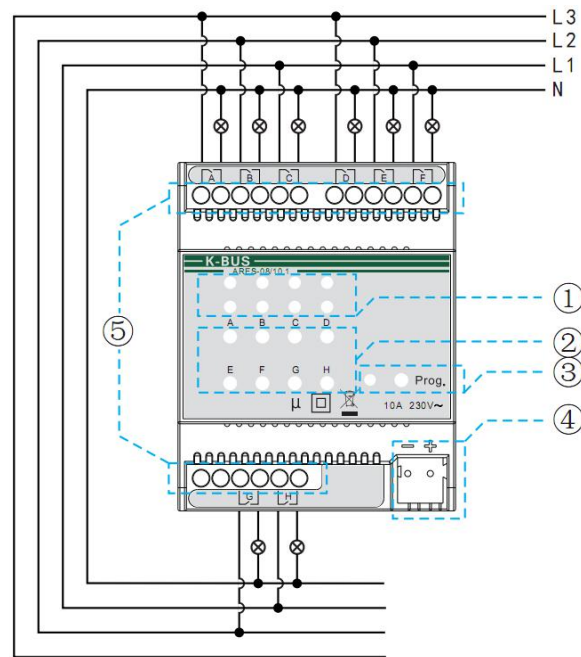 L3
L2
L1
N
A B C D E F
K-BUS
ARES-08/10.1
①
A B C D
②
③
E F G H
Prog.
μ 10A 230V~
④
⑤
− +
G H